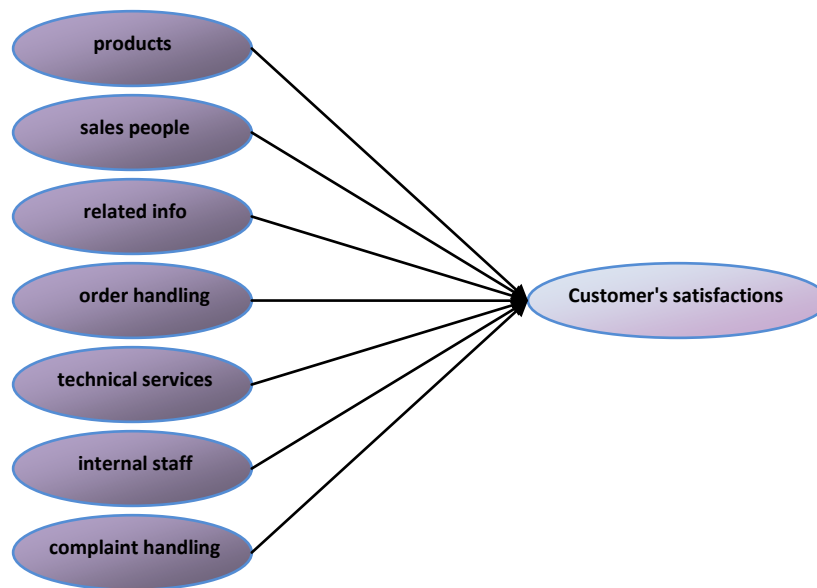 products
sales people
related info
order handling
Customer's satisfactions
technical services
internal staff
complaint handling